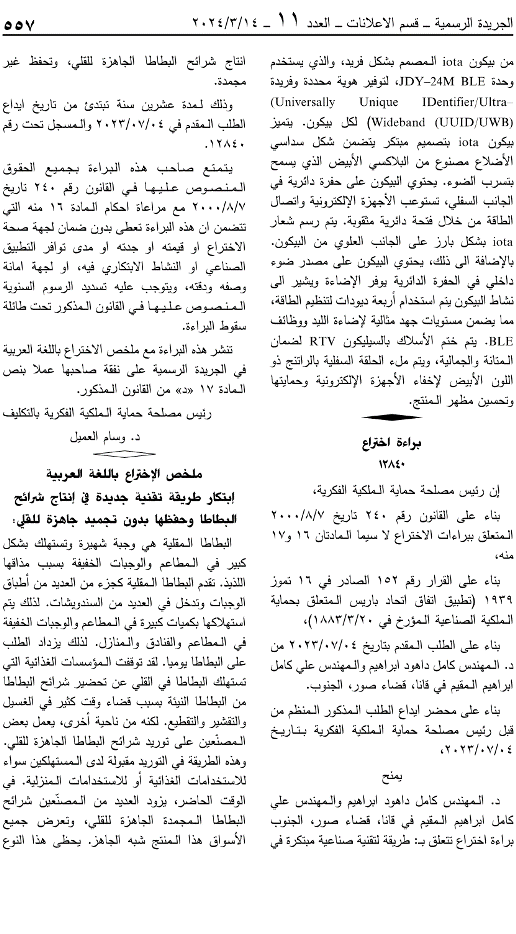 الجريدة الرسمية ــ قسم الاعلانات ــ العدد ١١ ــ ٢٠٢٤/٣/١٤
٥٥٧
من بيكون iota المصمم بشكل فريد، والذي يستخدم
وحدة JDY–24M BLE، لتوفير هوية محددة وفريدة
(Universally Unique IDentifier/Ultra–
Wideband (UUID/UWB)) لكل بيكون. يتميز
بيكون iota بتصميم مبتكر يتضمن شكل سداسي
الأضلاع مصنوع من البلاكسي الأبيض الذي يسمح
بتسرب الضوء. يحتوي البيكون على حفرة دائرية في
الجانب السفلي، تستوعب الأجهزة الإلكترونية واتصال
الطاقة من خلال فتحة دائرية مثقوبة. يتم رسم شعار
iota بشكل بارز على الجانب العلوي من البيكون.
بالإضافة الى ذلك، يحتوي البيكون على مصدر ضوء
داخلي في الحفرة الدائرية يوفر الإضاءة ويشير الى
نشاط البيكون يتم استخدام أربعة ديودات لتنظيم الطاقة،
مما يضمن مستويات جهد مثالية لإضاءة الليد ووظائف
BLE. يتم ختم الأسلاك بالسيليكون RTV لضمان
المتانة والجمالية، ويتم ملء الحلقة السفلية بالراتنج ذو
اللون الأبيض لإخفاء الأجهزة الإلكترونية وحمايتها
وتحسين مظهر المنتج.
براءة اختراع
١٢٨٤٠
إن رئيس مصلحة حماية الملكية الفكرية،
بناء على القانون رقم ٢٤٠ تاريخ ٢٠٠٠/٨/٧
المتعلق ببراءات الاختراع لا سيما المادتان ١٦ و١٧
منه،
بناء على القرار رقم ١٥٢ الصادر في ١٦ تموز
١٩٣٩ (تطبيق اتفاق اتحاد باريس المتعلق بحماية
الملكية الصناعية المؤرخ في ١٨٨٣/٣/٢٠)،
بناء على الطلب المقدم بتاريخ ٢٠٢٣/٠٧/٠٤ من
د. المهندس كامل داهود ابراهيم والمهندس علي كامل
ابراهيم المقيم في قانا، قضاء صور، الجنوب.
بناء على محضر ايداع الطلب المذكور المنظم من
قبل رئيس مصلحة حماية الملكية الفكرية بتاريخ
٢٠٢٣/٠٧/٠٤،
يمنح
د. المهندس كامل داهود ابراهيم والمهندس علي
كامل ابراهيم المقيم في قانا، قضاء صور، الجنوب
براءة اختراع تتعلق بـ: طريقة لتقنية صناعية مبتكرة في
انتاج شرائح البطاطا الجاهزة للقلي، وتحفظ غير
مجمدة.
وذلك لمدة عشرين سنة تبتدئ من تاريخ ايداع
الطلب المقدم في ٢٠٢٣/٠٧/٠٤ والمسجل تحت رقم
١٢٨٤٠.
يتمتع صاحب هذه البراءة بجميع الحقوق
المنصوص عليها في القانون رقم ٢٤٠ تاريخ
٢٠٠٠/٨/٧ مع مراعاة احكام المادة ١٦ منه التي
تتضمن ان هذه البراءة تعطى بدون ضمان لجهة صحة
الاختراع او قيمته او جدته او مدى توافر التطبيق
الصناعي او النشاط الابتكاري فيه، او لجهة امانة
وصفه ودقته، ويتوجب عليه تسديد الرسوم السنوية
المنصوص عليها في القانون المذكور تحت طائلة
سقوط البراءة.
تنشر هذه البراءة مع ملخص الاختراع باللغة العربية
في الجريدة الرسمية على نفقة صاحبها عملا بنص
المادة ١٧ «د» من القانون المذكور.
رئيس مصلحة حماية الملكية الفكرية بالتكليف
د. وسام العميل
ملخص الإختراع باللغة العربية
إبتكار طريقة تقنية جديدة في إنتاج شرائح
البطاطا وحفظها بدون تجميد جاهزة للقلي:
البطاطا المقلية هي وجبة شهيرة وتستهلك بشكل
كبير في المطاعم والوجبات الخفيفة بسبب مذاقها
اللذيذ. تقدم البطاطا المقلية كجزء من العديد من أطباق
الوجبات وتدخل في العديد من السندويشات. لذلك يتم
استهلاكها بكميات كبيرة في المطاعم والوجبات الخفيفة
في المطاعم والفنادق والمنازل. لذلك يزداد الطلب
على البطاطا يوميا. لقد توقفت المؤسسات الغذائية التي
تستهلك البطاطا في القلي عن تحضير شرائح البطاطا
من البطاطا النيئة بسبب قضاء وقت كثير في الغسيل
والتقشير والتقطيع. لكنه من ناحية أخرى، يعمل بعض
المصنّعين على توريد شرائح البطاطا الجاهزة للقلي.
وهذه الطريقة في التوريد مقبولة لدى المستهلكين سواء
للاستخدامات الغذائية أو للاستخدامات المنزلية. في
الوقت الحاضر، يزود العديد من المصنّعين شرائح
البطاطا المجمدة الجاهزة للقلي، وتعرض جميع
الأسواق هذا المنتج شبه الجاهز. يحظى هذا النوع